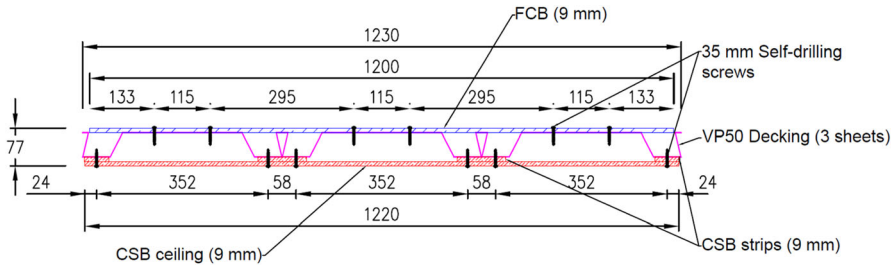 FCB (9 mm)
1230
35 mm Self-drilling
screws
1200
133 115 295 115 295 115 133
77
VP50 Decking (3 sheets)
24 352 58 352 58 352 24
1220
CSB ceiling (9 mm)
CSB strips (9 mm)